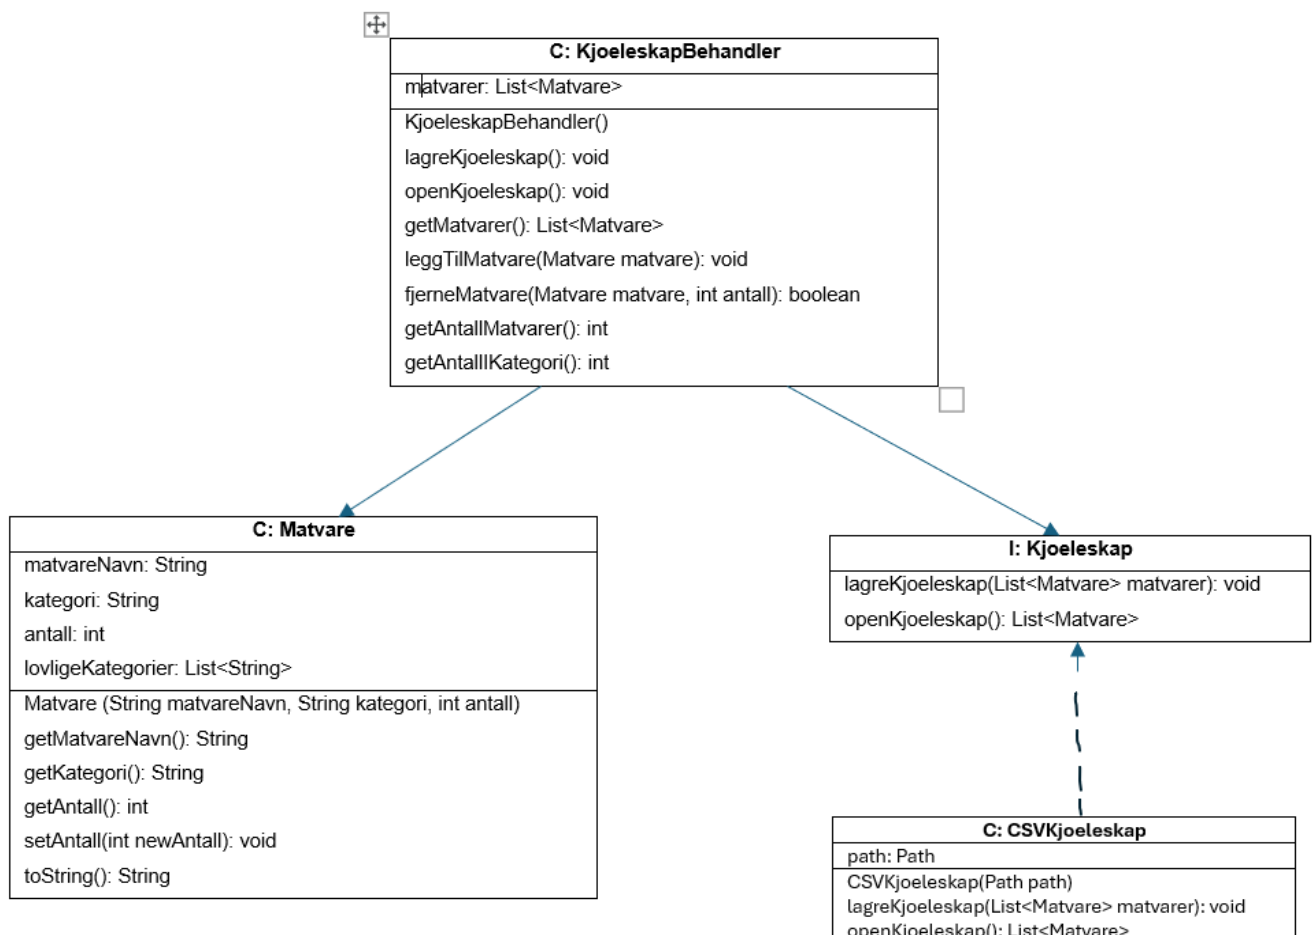 C: KjoeleskapBehandler
matvarer: List<Matvare>
KjoeleskapBehandler()
lagreKjoeleskap(): void
openKjoeleskap(): void
getMatvarer(): List<Matvare>
leggTilMatvare(Matvare matvare): void
fjerneMatvare(Matvare matvare, int antall): boolean
getAntallMatvarer(): int
getAntallIKategori(): int
C: Matvare
matvareNavn: String
kategori: String
antall: int
lovligeKategorier: List<String>
Matvare (String matvareNavn, String kategori, int antall)
getMatvareNavn(): String
getKategori(): String
getAntall(): int
setAntall(int newAntall): void
toString(): String
I: Kjoeleskap
lagreKjoeleskap(List<Matvare> matvarer): void
openKjoeleskap(): List<Matvare>
C: CSVKjoeleskap
path: Path
CSVKjoeleskap(Path path)
lagreKjoeleskap(List<Matvare> matvarer): void
openKjoeleskap(): List<Matvare>